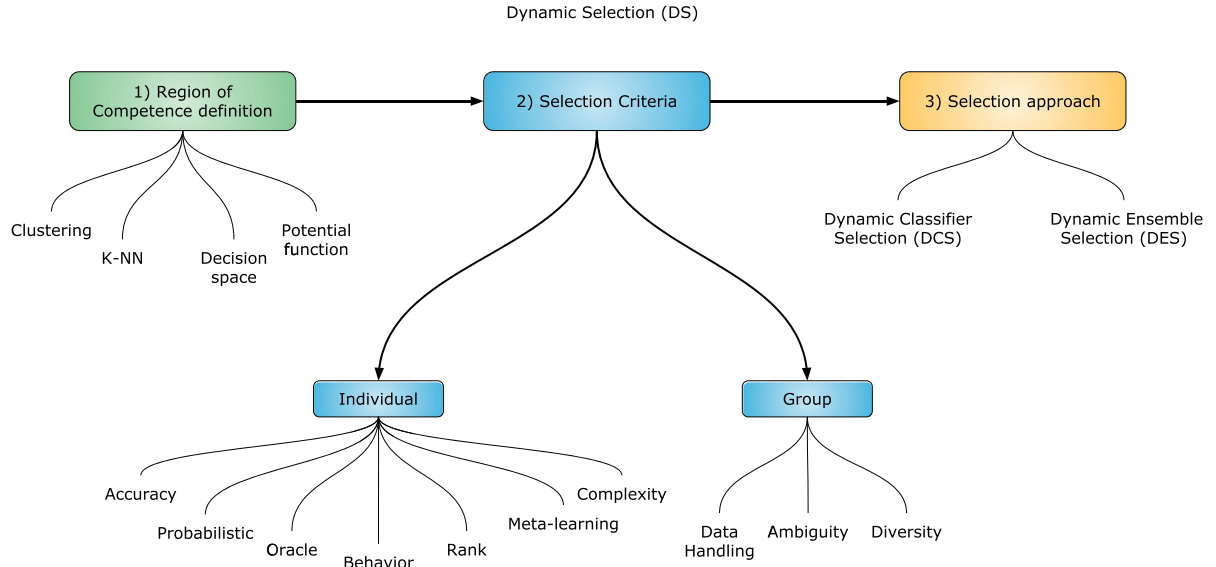 Dynamic Selection (DS)
1) Region of
Competence definition
2) Selection Criteria
3) Selection approach
Clustering
K-NN
Decision
space
Potential
function
Dynamic Classifier
Selection (DCS)
Dynamic Ensemble
Selection (DES)
Individual
Group
Accuracy
Probabilistic
Oracle
Behavior
Rank
Meta-learning
Complexity
Data
Handling
Ambiguity
Diversity